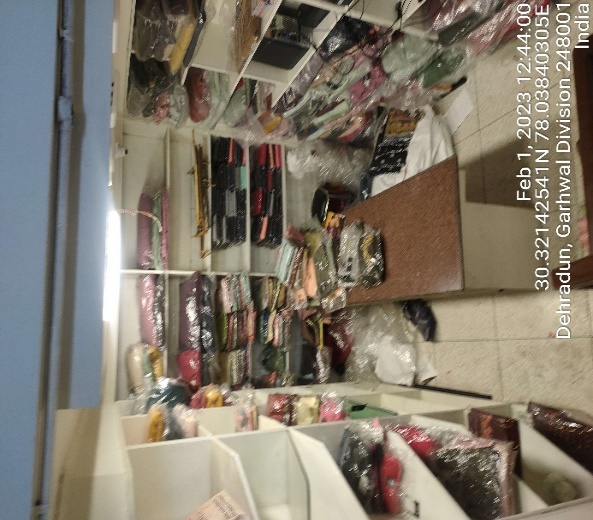 Feb 1, 2023 12:44:00
30.32142541N 78.03840305E
Dehradun, Garhwal Division 248001
India